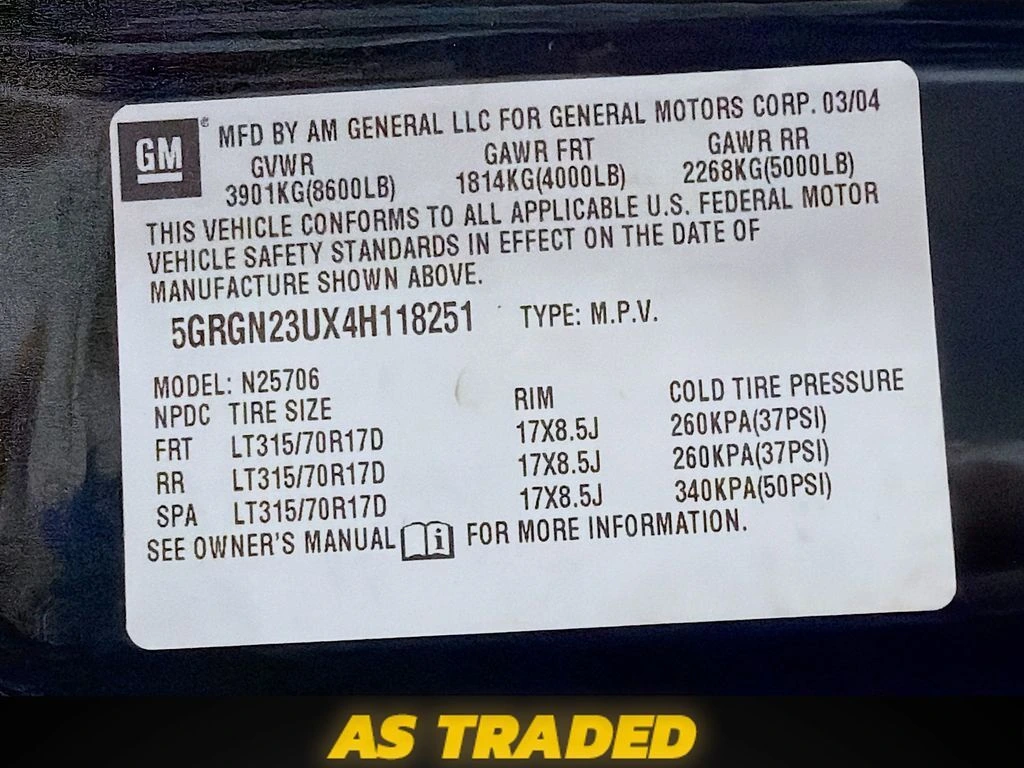 GM® MFD BY AM GENERAL LLC FOR GENERAL MOTORS CORP. 03/04
GVWR GAWR FRT GAWR RR
3901KG(8600LB) 1814KG(4000LB) 2268KG(5000LB)
THIS VEHICLE CONFORMS TO ALL APPLICABLE U.S. FEDERAL MOTOR
VEHICLE SAFETY STANDARDS IN EFFECT ON THE DATE OF
MANUFACTURE SHOWN ABOVE.
5GRGN23UX4H118251 TYPE: M.P.V.
MODEL: N25706
NPDC TIRE SIZE RIM COLD TIRE PRESSURE
FRT LT315/70R17D 17X8.5J 260KPA(37PSI)
RR LT315/70R17D 17X8.5J 260KPA(37PSI)
SPA LT315/70R17D 17X8.5J 340KPA(50PSI)
SEE OWNER'S MANUAL i FOR MORE INFORMATION.
AS TRADED